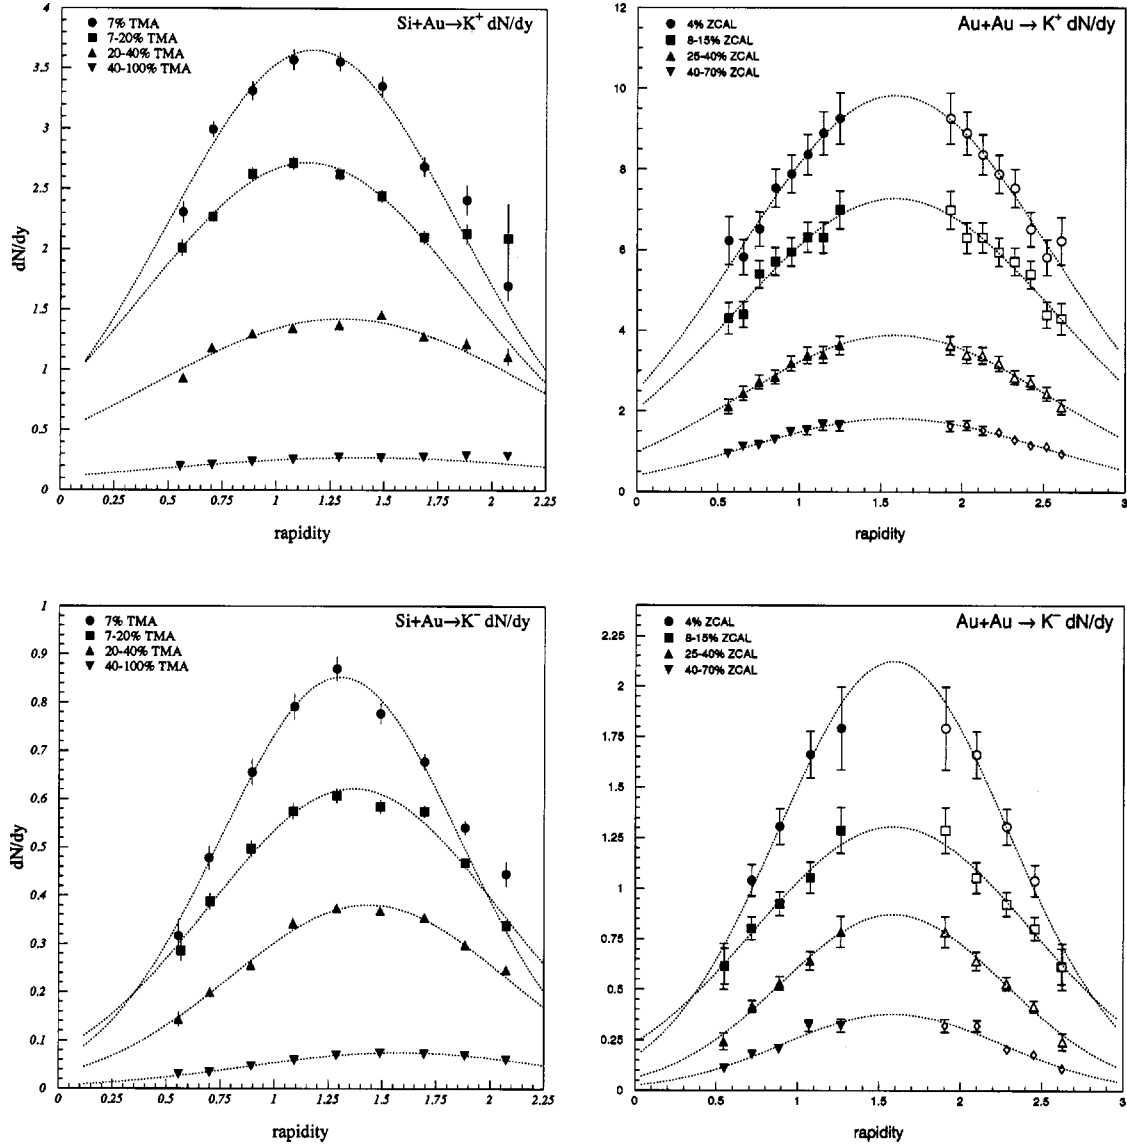 Si+Au→K⁺ dN/dy
7% TMA
7-20% TMA
20-40% TMA
40-100% TMA
4
3.5
3
2.5
2
1.5
1
0.5
0
dN/dy
0 0.25 0.5 0.75 1 1.25 1.5 1.75 2 2.25
rapidity
Au+Au → K⁺ dN/dy
4% ZCAL
8-15% ZCAL
25-40% ZCAL
40-70% ZCAL
12
10
8
6
4
2
0
0 0.5 1 1.5 2 2.5 3
rapidity
Si+Au→K⁻ dN/dy
7% TMA
7-20% TMA
20-40% TMA
40-100% TMA
1
0.9
0.8
0.7
0.6
0.5
0.4
0.3
0.2
0.1
0
dN/dy
0 0.25 0.5 0.75 1 1.25 1.5 1.75 2 2.25
rapidity
Au+Au → K⁻ dN/dy
4% ZCAL
8-15% ZCAL
25-40% ZCAL
40-70% ZCAL
2.25
2
1.75
1.5
1.25
1
0.75
0.5
0.25
0
0 0.5 1 1.5 2 2.5 3
rapidity